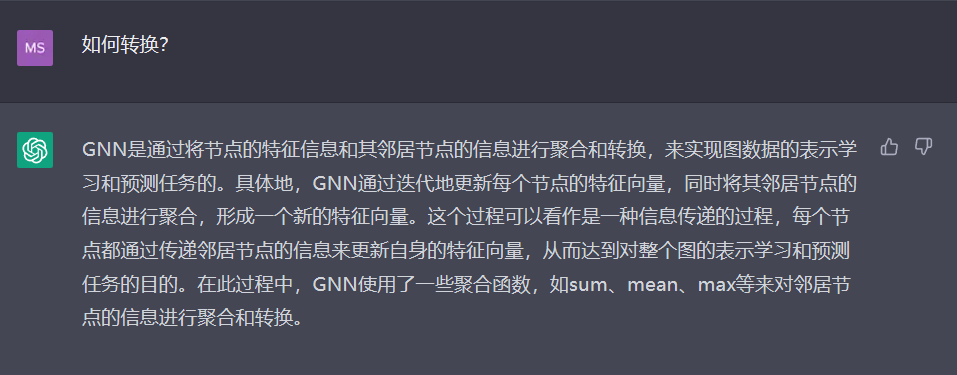 MS
如何转换？
GNN是通过将节点的特征信息和其邻居节点的信息进行聚合和转换，来实现图数据的表示学
习和预测任务的。具体地，GNN通过迭代地更新每个节点的特征向量，同时将其邻居节点的
信息进行聚合，形成一个新的特征向量。这个过程可以看作是一种信息传递的过程，每个节
点都通过传递邻居节点的信息来更新自身的特征向量，从而达到对整个图的表示学习和预测
任务的目的。在此过程中，GNN使用了一些聚合函数，如sum、mean、max等来对邻居节
点的信息进行聚合和转换。